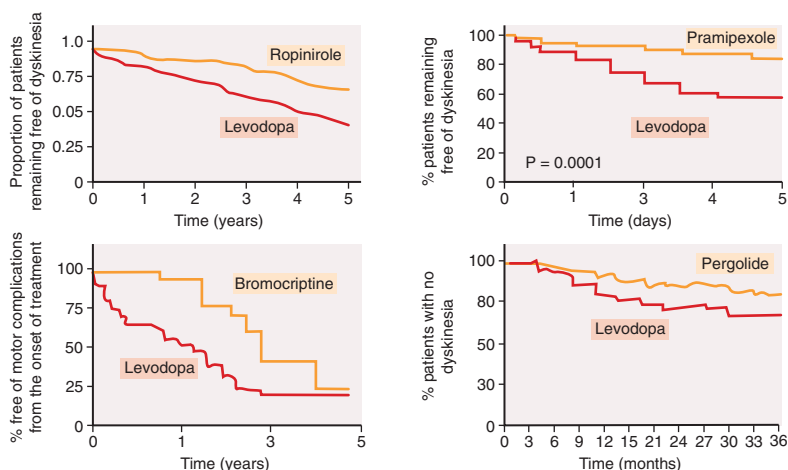 Proportion of patients
remaining free of dyskinesia
1.0
0.75
0.05
0.25
0
Ropinirole
Levodopa
0 1 2 3 4 5
Time (years)
% patients remaining
free of dyskinesia
100
80
60
40
20
0
Pramipexole
Levodopa
P = 0.0001
0 1 3 4 5
Time (days)
% free of motor complications
from the onset of treatment
100
75
50
25
0
Bromocriptine
Levodopa
0 1 3 5
Time (years)
% patients with no
dyskinesia
100
80
50
30
0
Pergolide
Levodopa
0 3 6 9 12 15 21 24 27 30 33 36
Time (months)